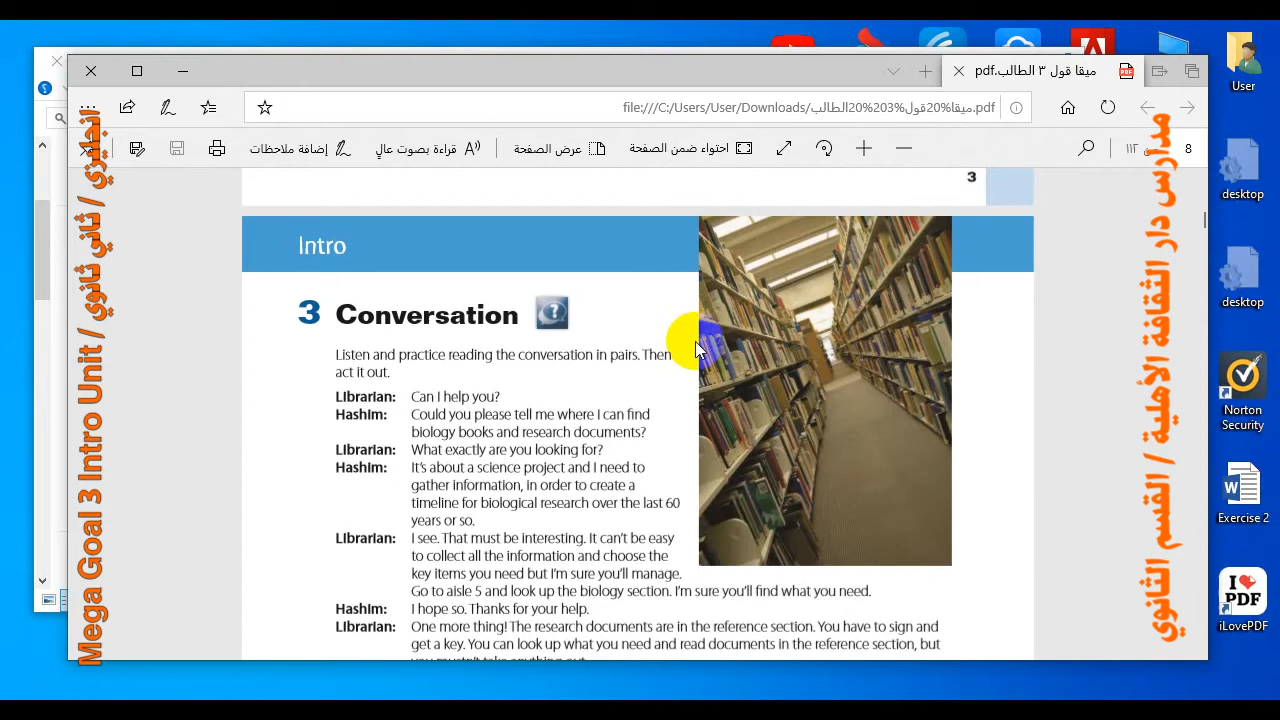 User
desktop
desktop
Norton
Security
Exercise 2
iLovePDF
I
PDF
ميقا قول ٣ الطالب.pdf
PDF
file:///C:/Users/User/Downloads/ميقا%20قول%203%20الطالب.pdf
8
١١٢
احتواء ضمن الصفحة
عرض الصفحة
قراءة بصوت عالٍ
إضافة ملاحظات
3
Intro
3 Conversation
Listen and practice reading the conversation in pairs. Then
act it out.
Librarian: Can I help you?
Hashim: Could you please tell me where I can find
biology books and research documents?
Librarian: What exactly are you looking for?
Hashim: It's about a science project and I need to
gather information, in order to create a
timeline for biological research over the last 60
years or so.
Librarian: I see. That must be interesting. It can't be easy
to collect all the information and choose the
key items you need but I'm sure you'll manage.
Go to aisle 5 and look up the biology section. I'm sure you'll find what you need.
Hashim: I hope so. Thanks for your help.
Librarian: One more thing! The research documents are in the reference section. You have to sign and
get a key. You can look up what you need and read documents in the reference section, but
you mustn't take anything out.
Mega Goal 3 Intro Unit / انجليزي / ثاني ثانوي
مدارس دار الثقافة الأهلية / القسم الثانوي